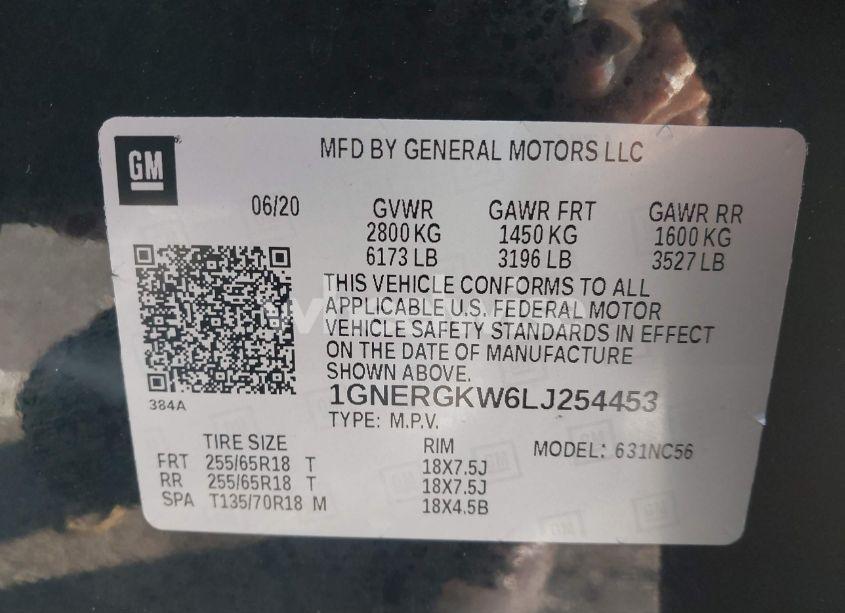 GM
MFD BY GENERAL MOTORS LLC
06/20 GVWR GAWR FRT GAWR RR
2800 KG 1450 KG 1600 KG
6173 LB 3196 LB 3527 LB
THIS VEHICLE CONFORMS TO ALL
APPLICABLE U.S. FEDERAL MOTOR
VEHICLE SAFETY STANDARDS IN EFFECT
ON THE DATE OF MANUFACTURE
SHOWN ABOVE.
384A
1GNERGKW6LJ254453
TYPE: M.P.V.
TIRE SIZE RIM MODEL: 631NC56
FRT 255/65R18 T 18X7.5J
RR 255/65R18 T 18X7.5J
SPA T135/70R18 M 18X4.5B